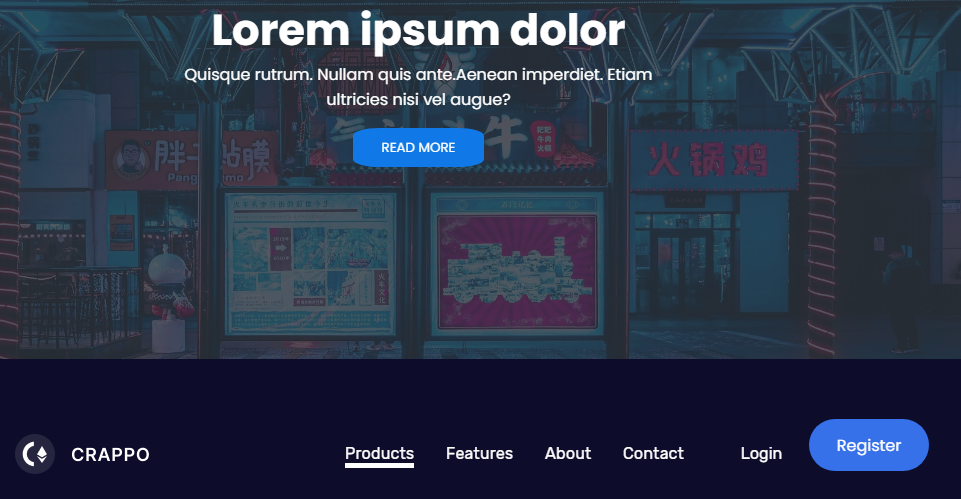 Lorem ipsum dolor
Quisque rutrum. Nullam quis ante.Aenean imperdiet. Etiam
ultricies nisi vel augue?
READ MORE
火锅鸡
CRAPPO
Products
Features
About
Contact
Login
Register